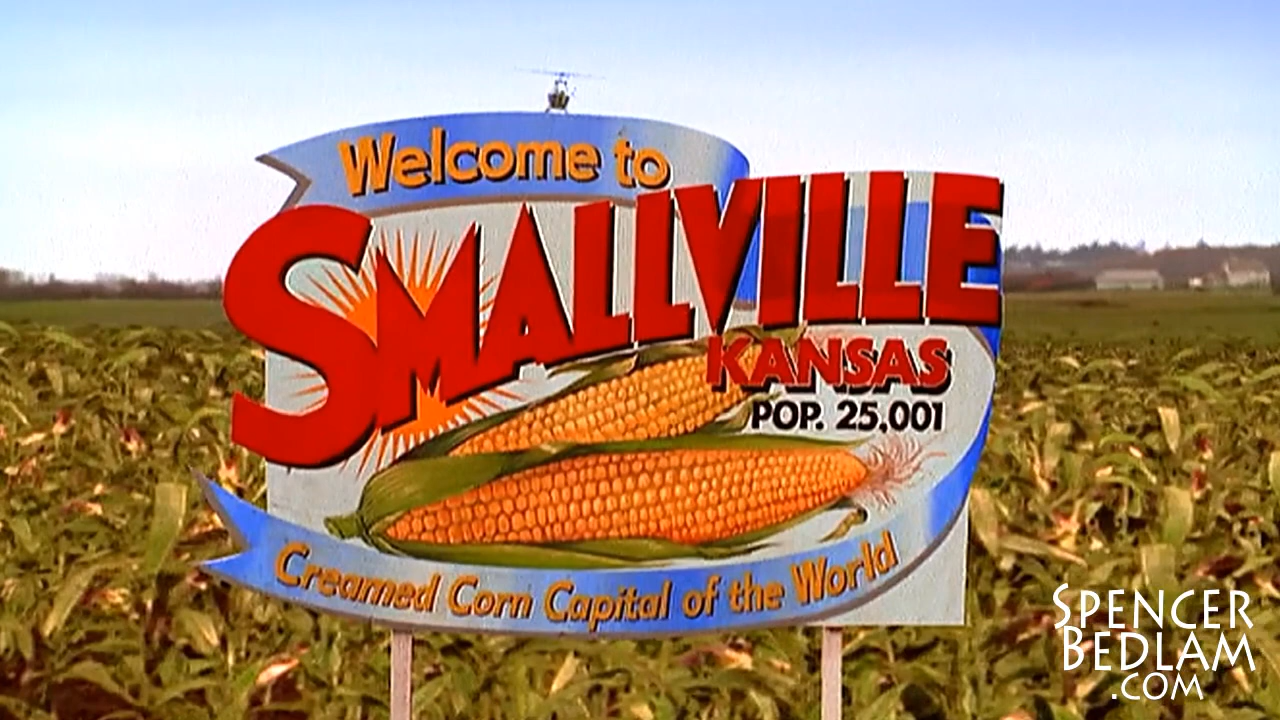 Welcome to
SMALLVILLE
KANSAS
POP. 25,001
Creamed Corn Capital of the World
SPENCER
BEDLAM
.COM